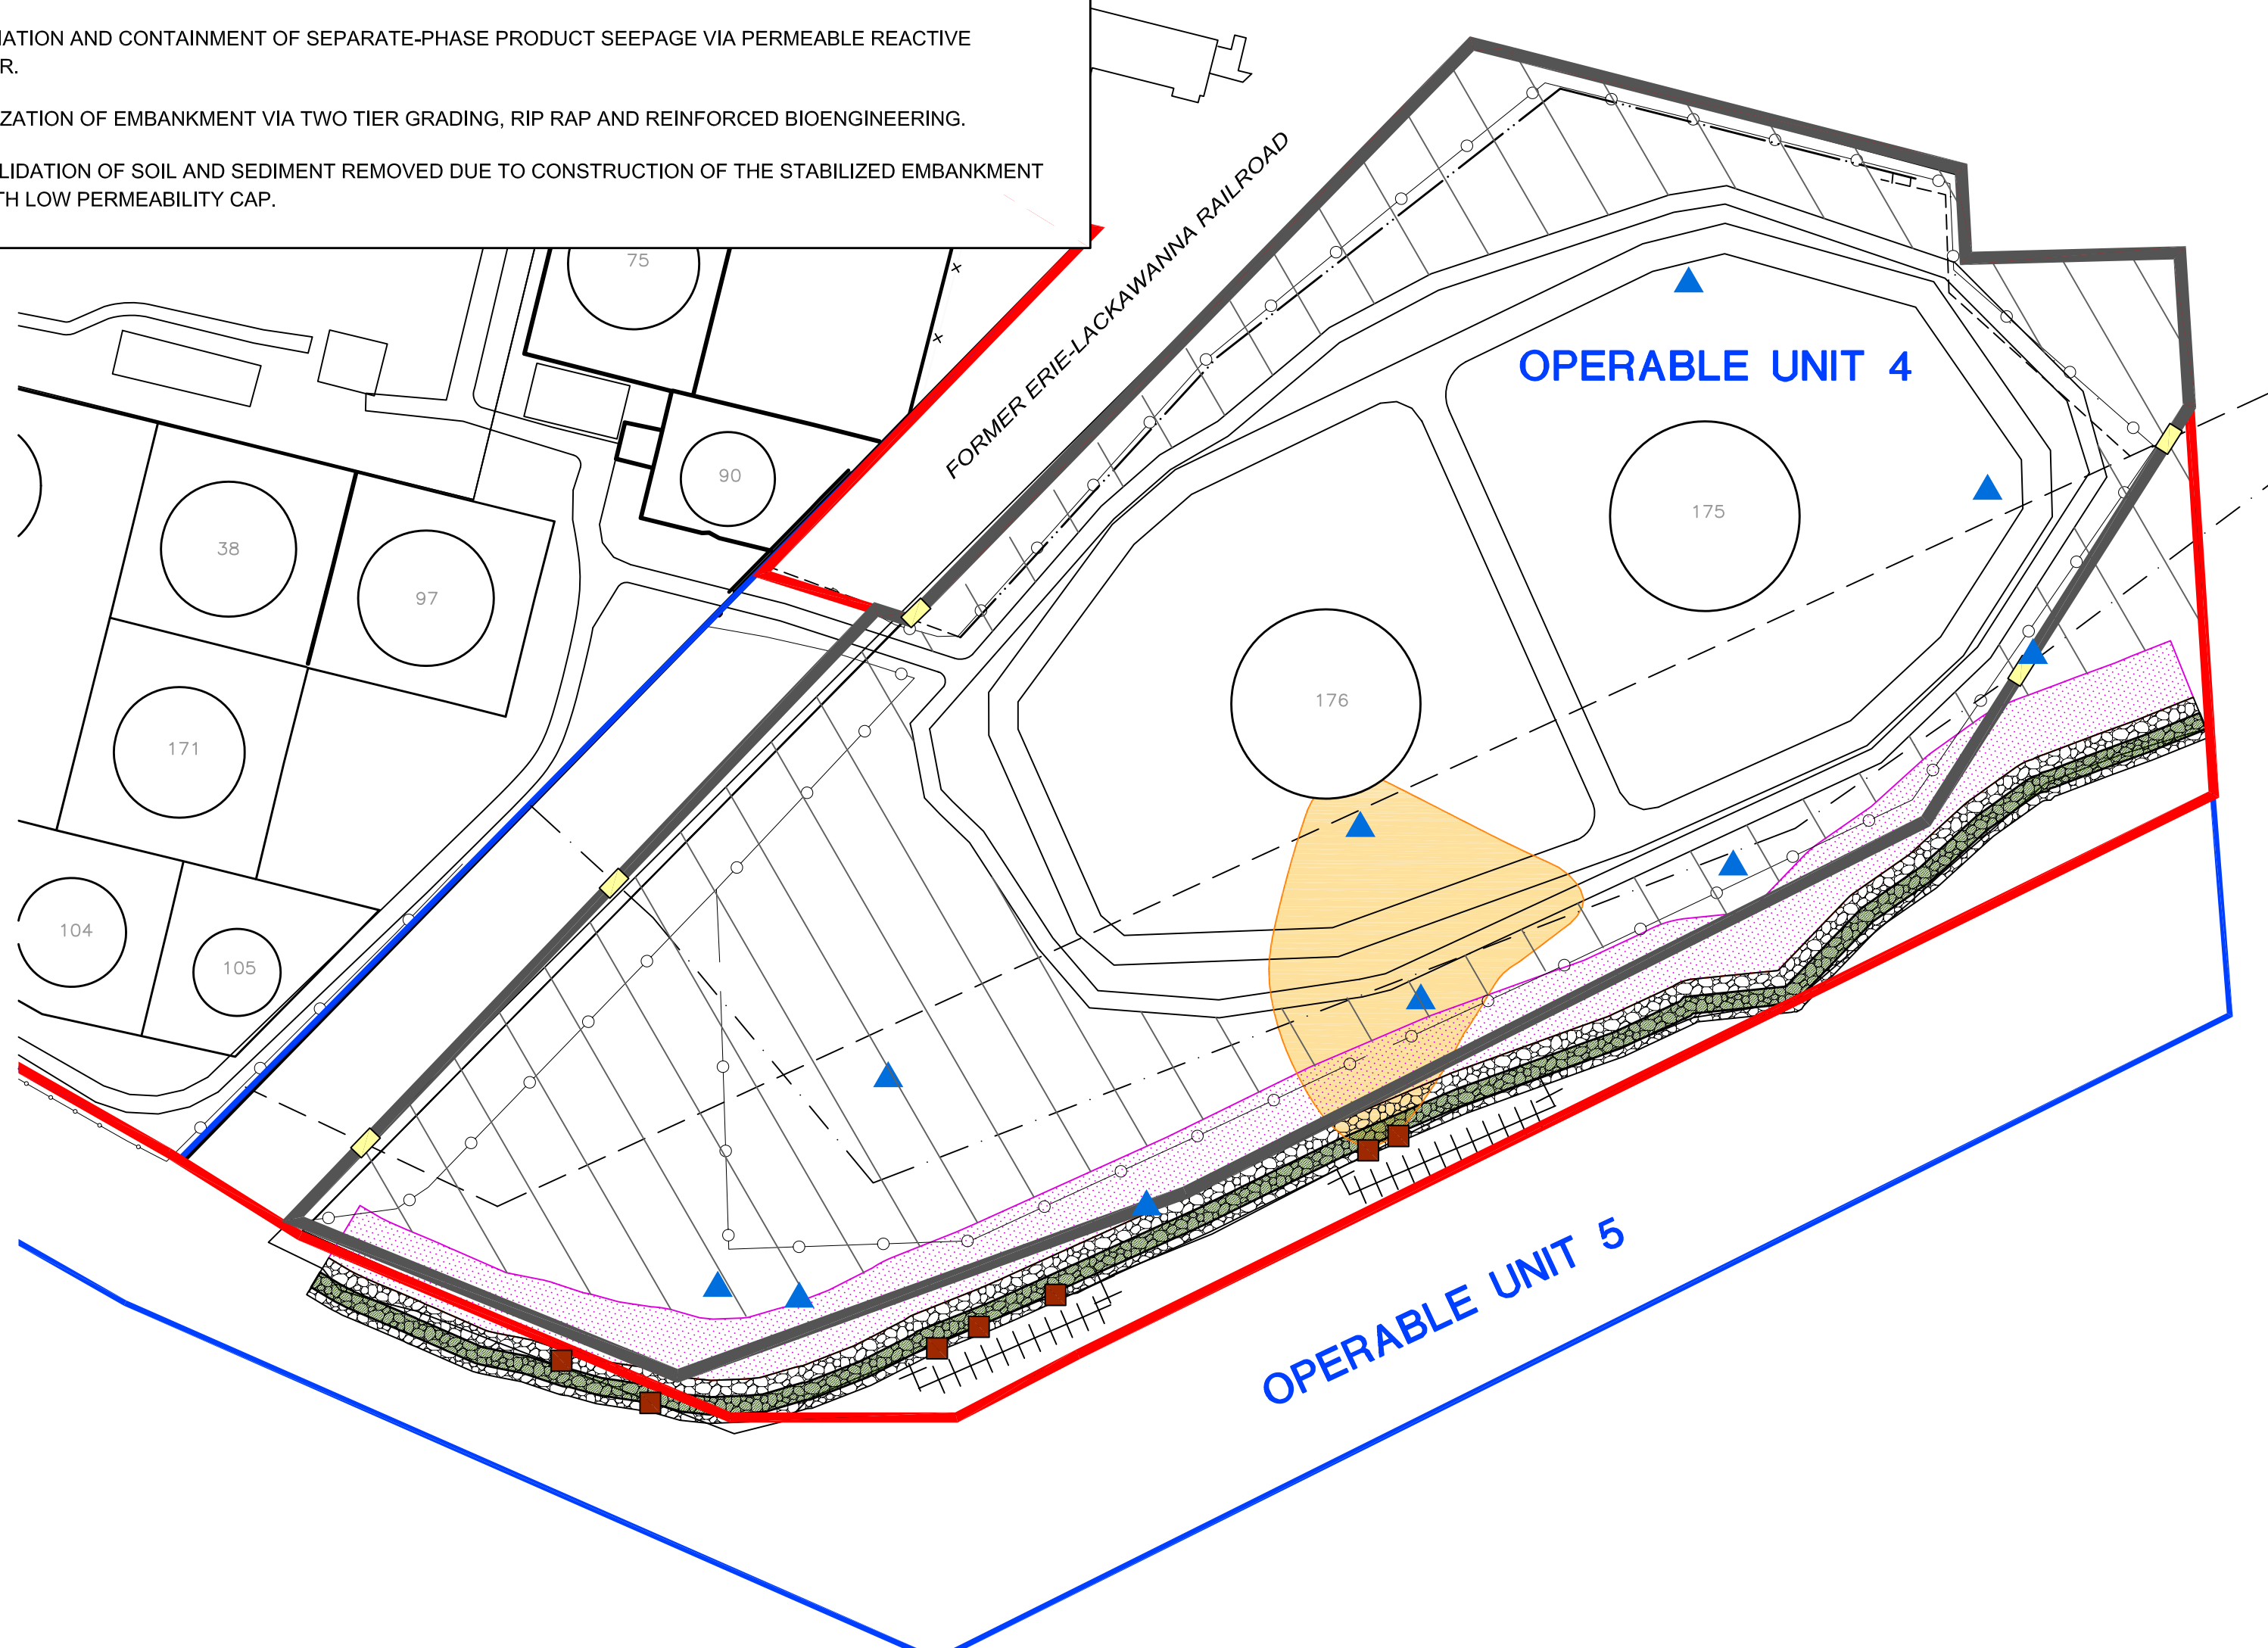 IATION AND CONTAINMENT OF SEPARATE-PHASE PRODUCT SEEPAGE VIA PERMEABLE REACTIVE
R.
ZATION OF EMBANKMENT VIA TWO TIER GRADING, RIP RAP AND REINFORCED BIOENGINEERING.
LIDATION OF SOIL AND SEDIMENT REMOVED DUE TO CONSTRUCTION OF THE STABILIZED EMBANKMENT
TH LOW PERMEABILITY CAP.
75
FORMER ERIE-LACKAWANNA RAILROAD
OPERABLE UNIT 4
90
175
38
97
176
171
104
105
OPERABLE UNIT 5